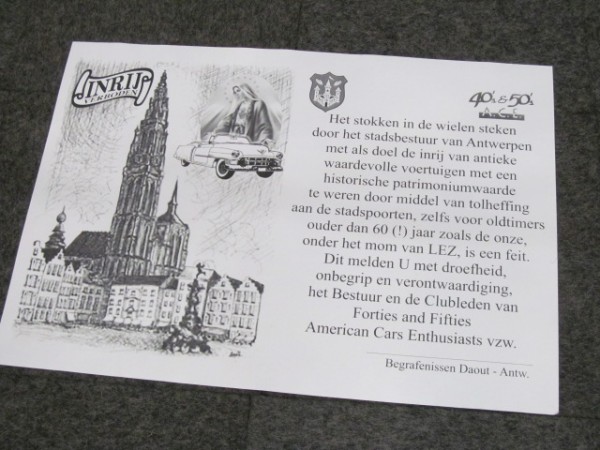 INRIJ
VERBODEN
40's & 50's
A.C.E.
Het stokken in de wielen steken
door het stadsbestuur van Antwerpen
met als doel de inrij van antieke
waardevolle voertuigen met een
historische patrimoniumwaarde
te weren door middel van tolheffing
aan de stadspoorten, zelfs voor oldtimers
ouder dan 60 (!) jaar zoals de onze,
onder het mom van LEZ, is een feit.
Dit melden U met droefheid,
onbegrip en verontwaardiging,
het Bestuur en de Clubleden van
Forties and Fifties
American Cars Enthusiasts vzw.
Begrafenissen Daout - Antw.